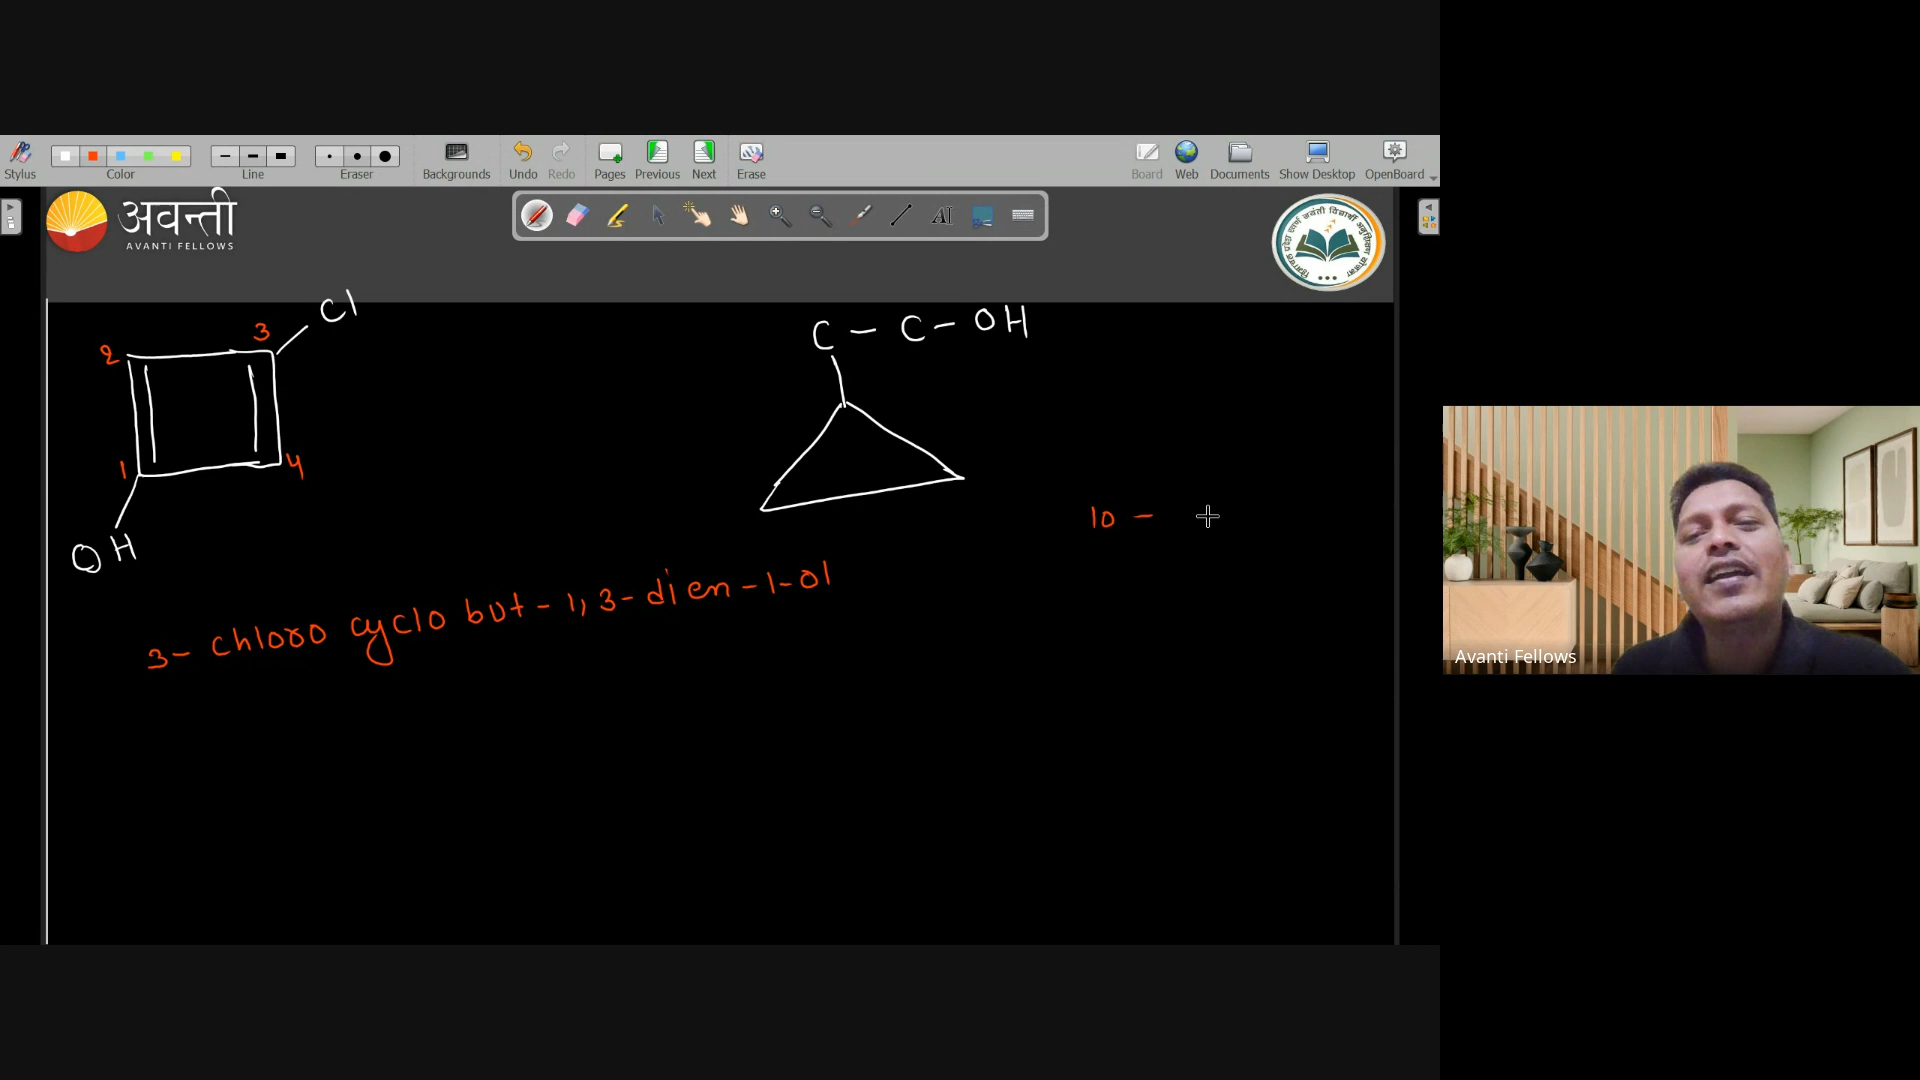 Stylus
Color
Line
Eraser
Backgrounds
Undo
Redo
Pages
Previous
Next
Erase
Board
Web
Documents
Show Desktop
OpenBoard
अवन्ती
AVANTI FELLOWS
Cl
2 3
1 4
OH
C - C - OH
10 -
3- chloro cyclo but - 1, 3- dien - 1-ol
Avanti Fellows